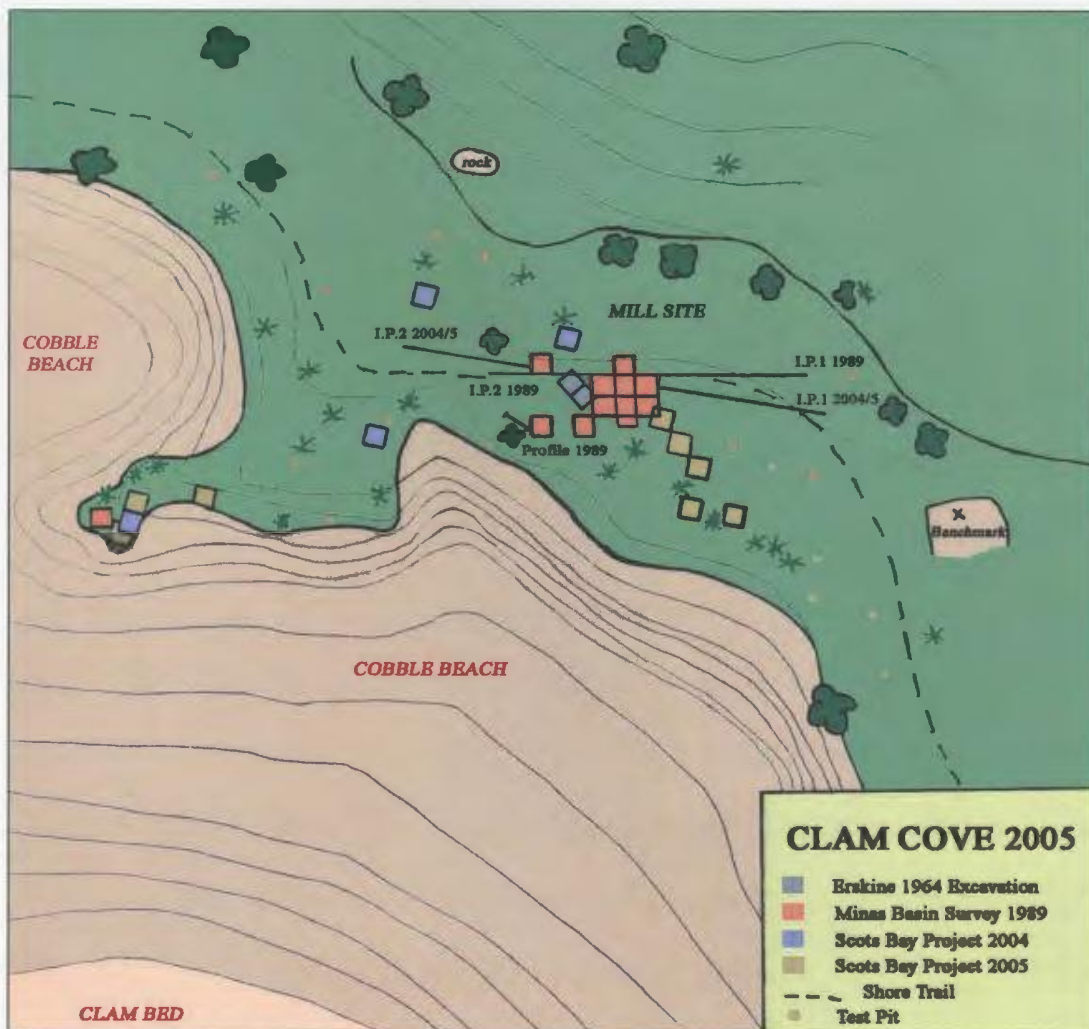 rock
COBBLE
BEACH
MILL SITE
I.P.2 2004/5
I.P.1 1989
I.P.2 1989
I.P.1 2004/5
Profile 1989
Benchmark
COBBLE BEACH
CLAM BED
CLAM COVE 2005
Erskine 1964 Excavation
Minas Basin Survey 1989
Scots Bay Project 2004
Scots Bay Project 2005
Shore Trail
Test Pit